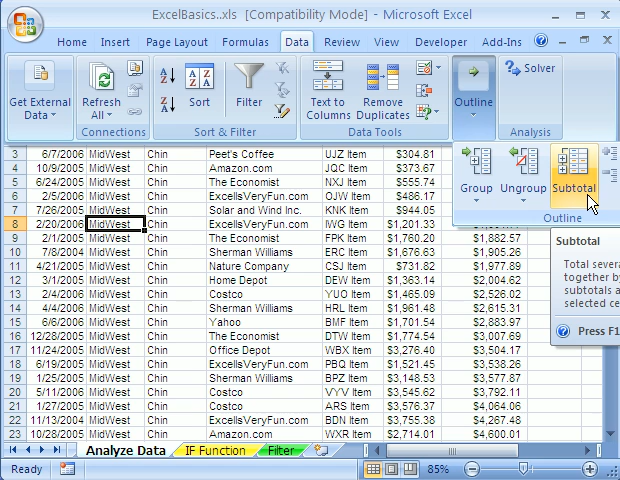 ExcelBasics..xls [Compatibility Mode] - Microsoft Excel
Home Insert Page Layout Formulas Data Review View Developer Add-Ins
Get External Data
Refresh All
Connections
A Z
Z A
Sort
Filter
Sort & Filter
Text to Columns
Remove Duplicates
Data Tools
Outline
Solver
Analysis
Group
Ungroup
Subtotal
Outline
Subtotal
Total several
together by
subtotals a
selected ce
Press F1
3 6/7/2006 MidWest Chin Peet's Coffee UJZ Item $304.81
4 10/9/2005 MidWest Chin Amazon.com JQC Item $373.67
5 6/24/2005 MidWest Chin The Economist NXJ Item $555.74
6 2/5/2006 MidWest Chin ExcelIsVeryFun.com OJW Item $486.17
7 7/26/2005 MidWest Chin Solar and Wind Inc. KNK Item $944.05
8 2/20/2006 MidWest Chin ExcelIsVeryFun.com IWG Item $1,201.33
9 2/1/2005 MidWest Chin The Economist FPK Item $1,760.20 $1,882.57
10 7/8/2004 MidWest Chin Sherman Williams ERC Item $1,676.63 $1,905.26
11 4/21/2005 MidWest Chin Nature Company CSJ Item $731.82 $1,977.89
12 3/1/2005 MidWest Chin Home Depot DEW Item $1,363.14 $2,004.62
13 2/4/2006 MidWest Chin Costco YUO Item $1,465.09 $2,526.02
14 4/4/2006 MidWest Chin Sherman Williams HRL Item $1,961.48 $2,615.31
15 6/6/2006 MidWest Chin Yahoo BMF Item $1,701.54 $2,883.97
16 12/28/2005 MidWest Chin The Economist DTW Item $1,774.54 $3,007.69
17 11/24/2005 MidWest Chin Office Depot WBX Item $1,276.40 $3,504.17
18 6/19/2005 MidWest Chin ExcelIsVeryFun.com PBQ Item $1,521.45 $3,538.26
19 1/25/2005 MidWest Chin Sherman Williams BPZ Item $3,148.53 $3,577.87
20 5/11/2006 MidWest Chin Costco VYV Item $3,545.62 $3,792.11
21 1/27/2005 MidWest Chin Costco ARS Item $2,576.37 $4,064.06
22 11/13/2005 MidWest Chin ExcelIsVeryFun.com BDN Item $3,755.38 $4,267.48
23 10/28/2005 MidWest Chin Amazon.com WXR Item $2,714.01 $4,600.01
Analyze Data IF Function Filter
Ready 85%